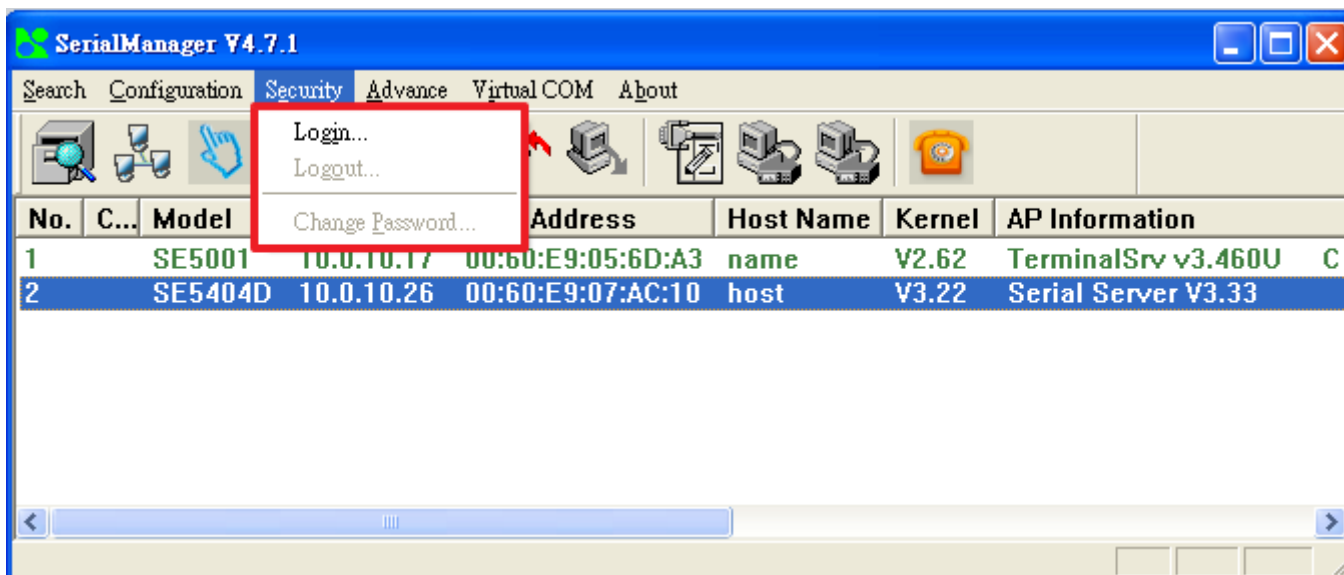 SerialManager V4.7.1
Search Configuration Security Advance Virtual COM About
Login...
Logout...
Change Password...
No. C... Model Address Host Name Kernel AP Information
1 SE5001 10.0.10.17 00:60:E9:05:6D:A3 name V2.62 TerminalSrv v3.460U C
2 SE5404D 10.0.10.26 00:60:E9:07:AC:10 host V3.22 Serial Server V3.33